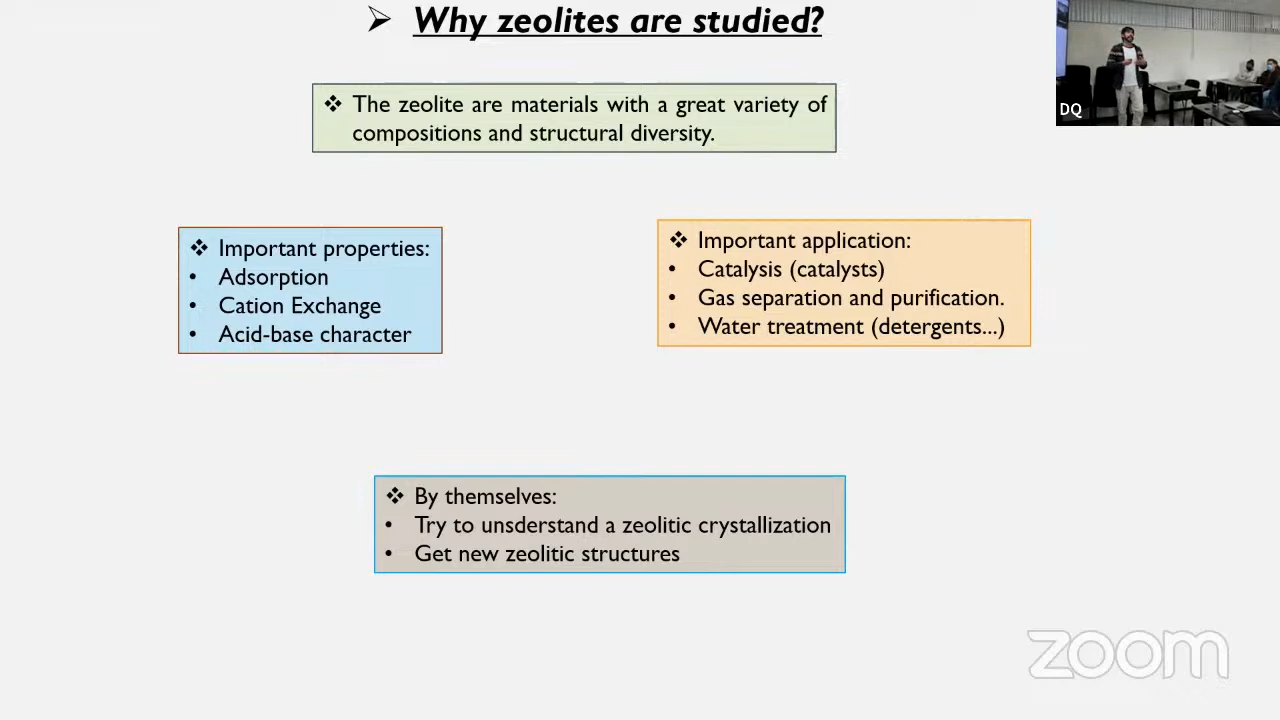 Why zeolites are studied?
DQ
The zeolite are materials with a great variety of
compositions and structural diversity.
Important properties:
Adsorption
Cation Exchange
Acid-base character
Important application:
Catalysis (catalysts)
Gas separation and purification.
Water treatment (detergents...)
By themselves:
Try to unsderstand a zeolitic crystallization
Get new zeolitic structures
zoom